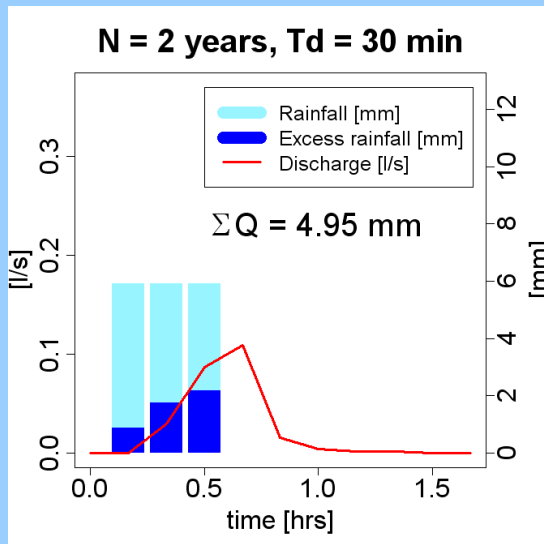 N = 2 years, Td = 30 min
Rainfall [mm]
Excess rainfall [mm]
Discharge [l/s]
ΣQ = 4.95 mm
[l/s]
0.0
0.1
0.2
0.3
[mm]
0
2
4
6
8
10
12
0.0 0.5 1.0 1.5
time [hrs]